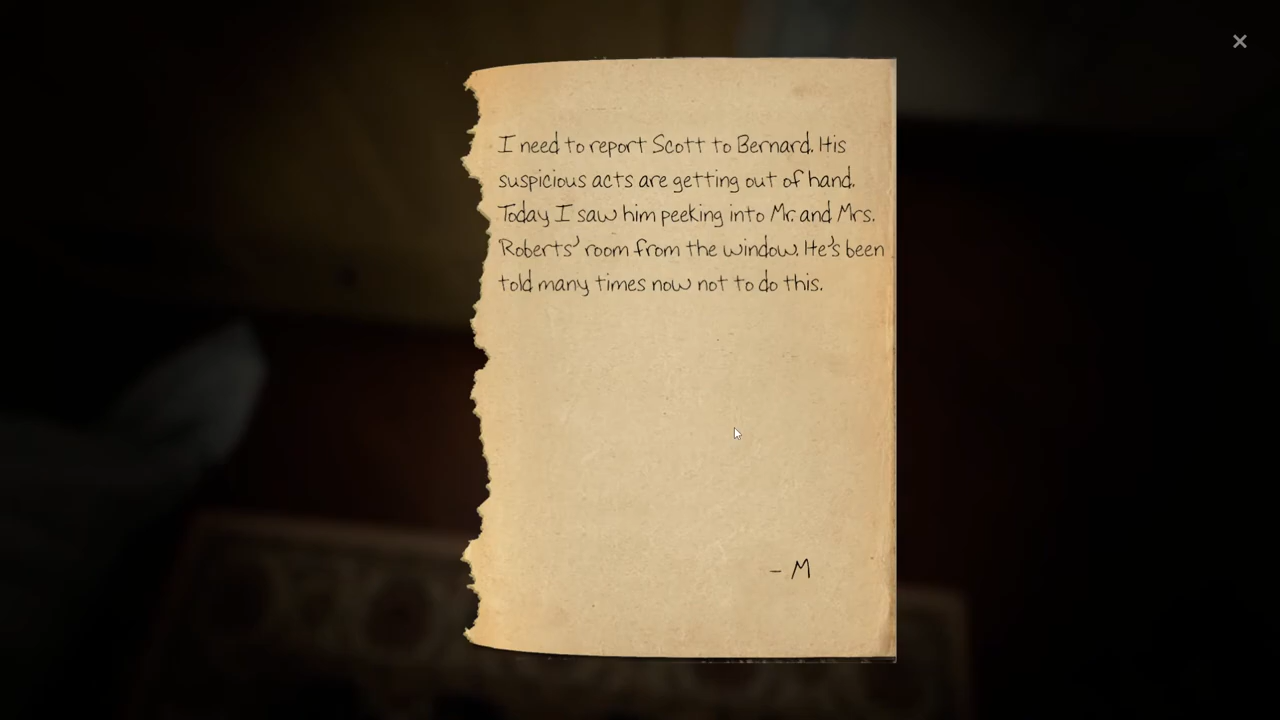 I need to report Scott to Bernard. His
suspicious acts are getting out of hand.
Today I saw him peeking into Mr. and Mrs.
Roberts' room from the window. He's been
told many times now not to do this.
- M